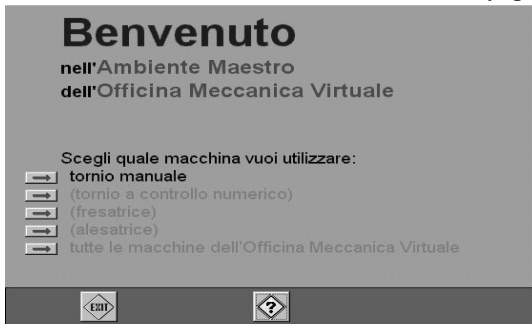 Benvenuto
nell'Ambiente Maestro
dell'Officina Meccanica Virtuale
Scegli quale macchina vuoi utilizzare:
tornio manuale
(tornio a controllo numerico)
(fresatrice)
(alesatrice)
tutte le macchine dell'Officina Meccanica Virtuale
EXIT ?